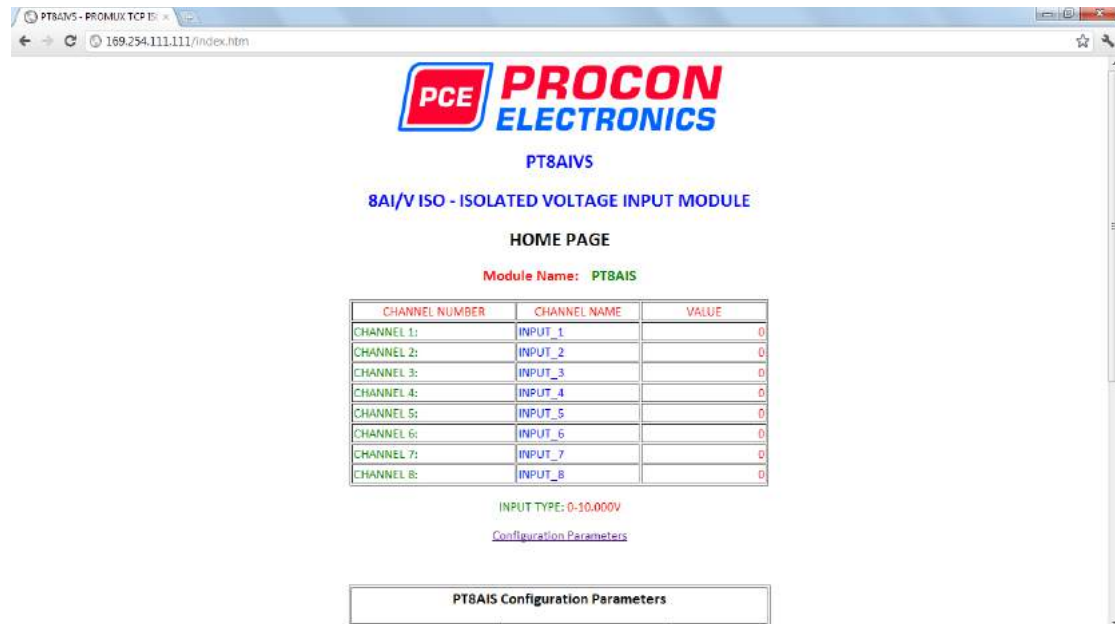 PT8AIVS - PROMUX TCP IS
169.254.111.111/index.htm
PCE PROCON
ELECTRONICS
PT8AIVS
8AI/V ISO - ISOLATED VOLTAGE INPUT MODULE
HOME PAGE
Module Name: PT8AIS
CHANNEL NUMBER CHANNEL NAME VALUE
CHANNEL 1: INPUT_1 0
CHANNEL 2: INPUT_2 0
CHANNEL 3: INPUT_3 0
CHANNEL 4: INPUT_4 0
CHANNEL 5: INPUT_5 0
CHANNEL 6: INPUT_6 0
CHANNEL 7: INPUT_7 0
CHANNEL 8: INPUT_8 0
INPUT TYPE: 0-10.000V
Configuration Parameters
PT8AIS Configuration Parameters